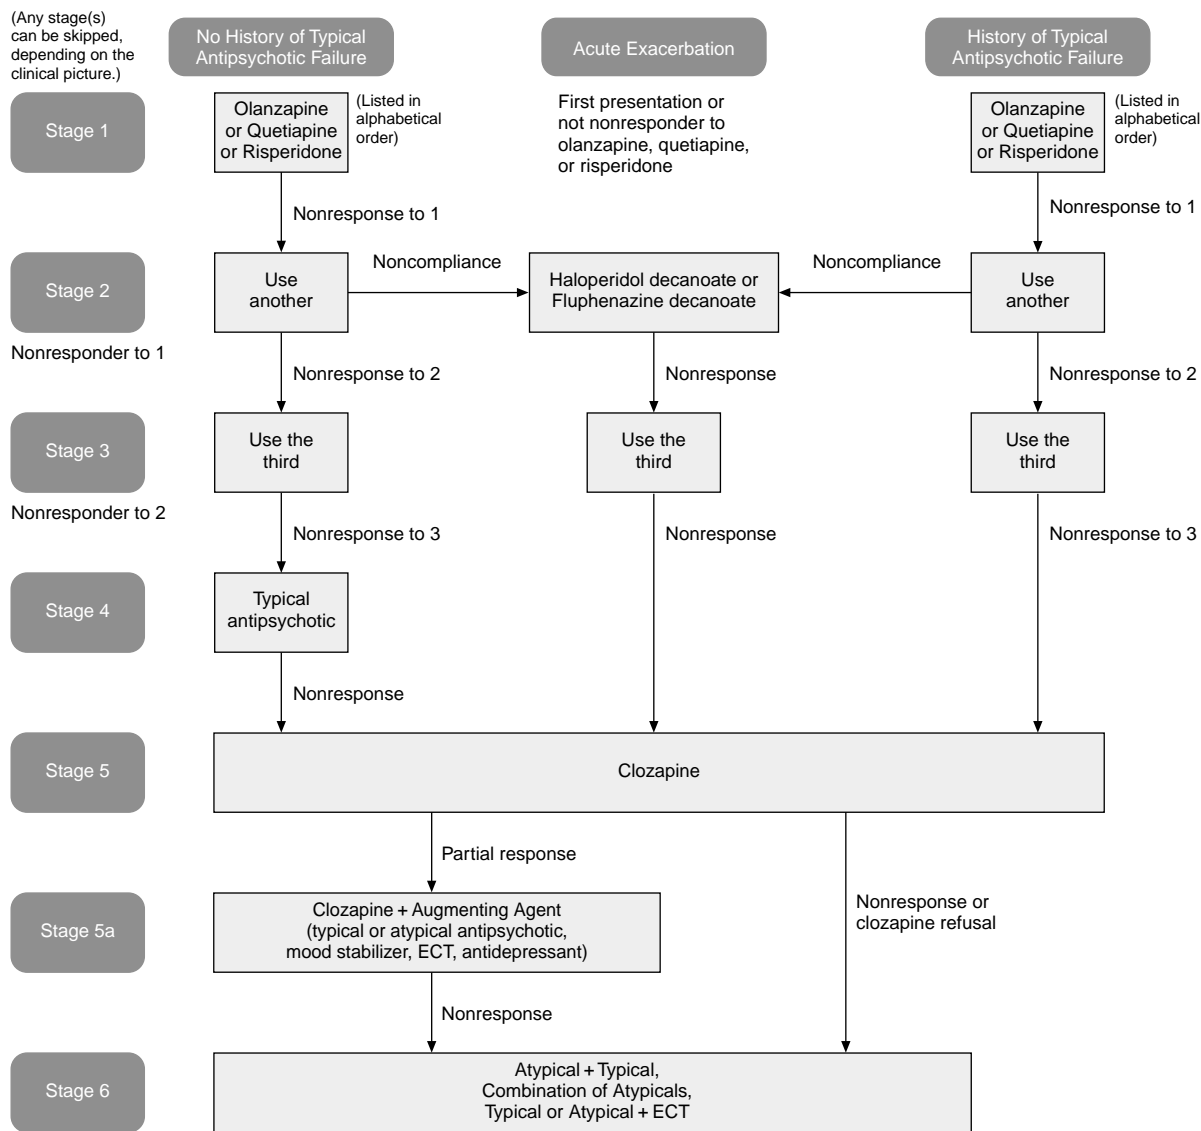 (Any stage(s)
can be skipped,
depending on the
clinical picture.)
No History of Typical
Antipsychotic Failure
Acute Exacerbation
History of Typical
Antipsychotic Failure
Stage 1
Olanzapine
or Quetiapine
or Risperidone
(Listed in
alphabetical
order)
First presentation or
not nonresponder to
olanzapine, quetiapine,
or risperidone
Olanzapine
or Quetiapine
or Risperidone
(Listed in
alphabetical
order)
Nonresponse to 1
Nonresponse to 1
Stage 2
Nonresponder to 1
Use
another
Noncompliance
Haloperidol decanoate or
Fluphenazine decanoate
Noncompliance
Use
another
Nonresponse to 2
Nonresponse
Nonresponse to 2
Stage 3
Nonresponder to 2
Use the
third
Use the
third
Use the
third
Nonresponse to 3
Nonresponse
Nonresponse to 3
Stage 4
Typical
antipsychotic
Nonresponse
Stage 5
Clozapine
Partial response
Nonresponse or
clozapine refusal
Stage 5a
Clozapine + Augmenting Agent
(typical or atypical antipsychotic,
mood stabilizer, ECT, antidepressant)
Nonresponse
Stage 6
Atypical + Typical,
Combination of Atypicals,
Typical or Atypical + ECT